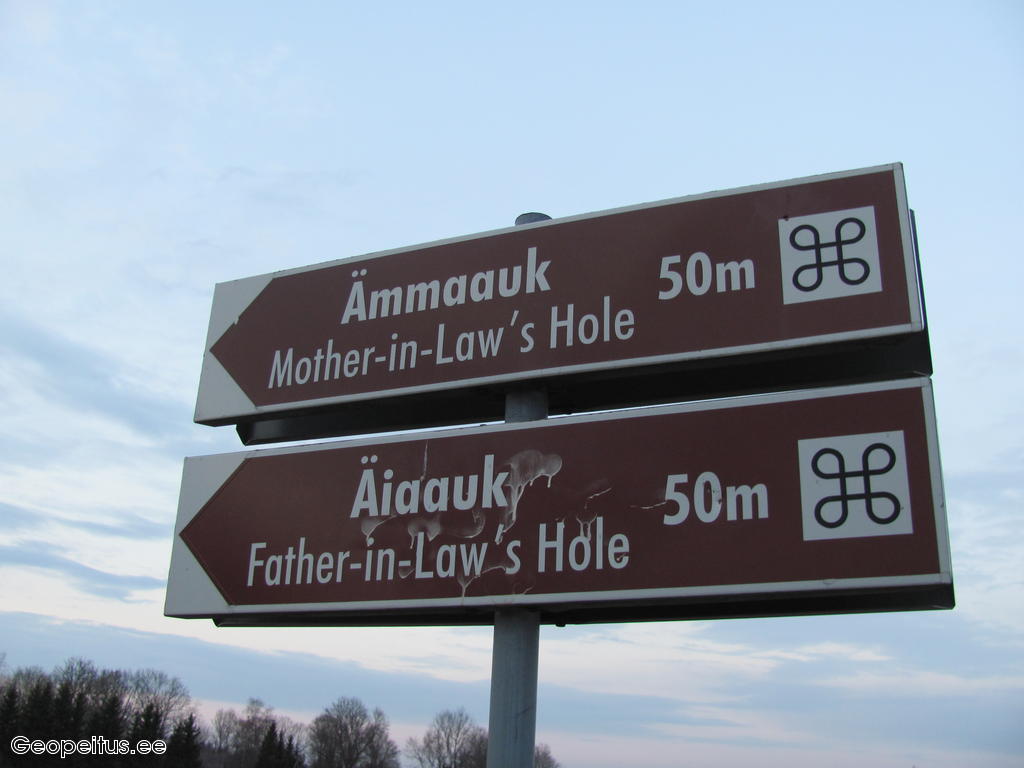 Ämmaauk 50m
Mother-in-Law's Hole
Äiaauk 50m
Father-in-Law's Hole
Geopeitus.ee